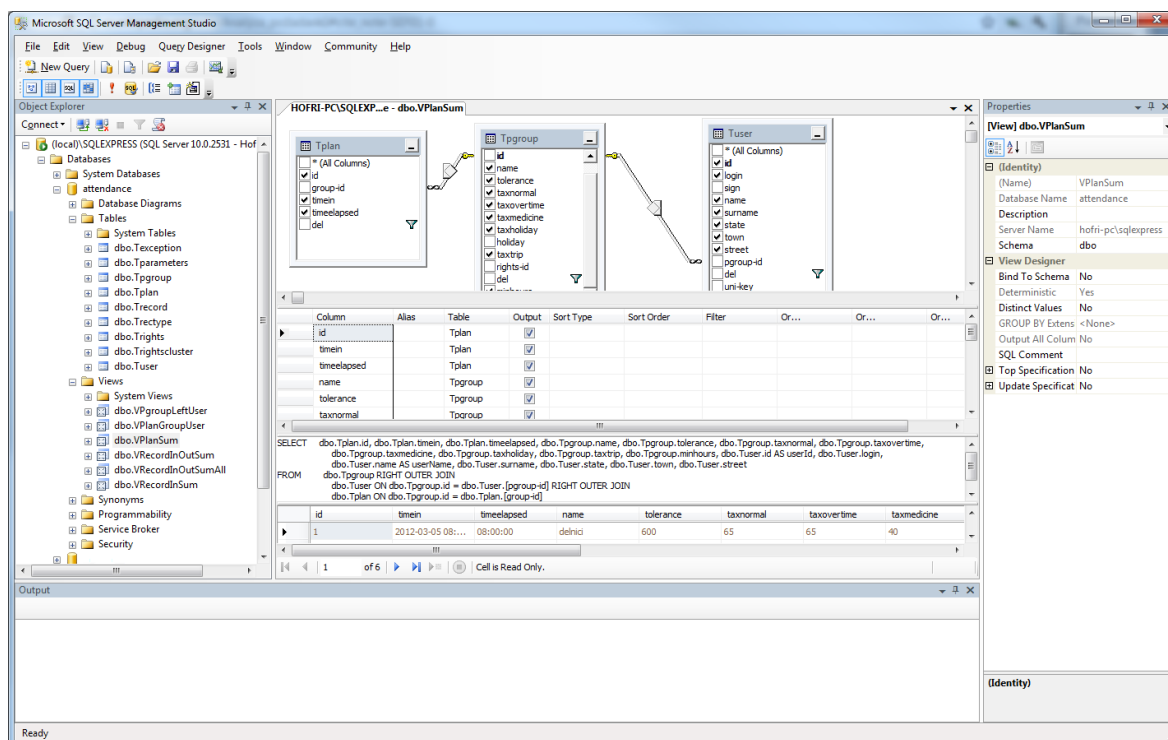 Microsoft SQL Server Management Studio
File Edit View Debug Query Designer Tools Window Community Help
New Query
Object Explorer
Connect
(local)\SQLEXPRESS (SQL Server 10.0.2531 - Hof
Databases
System Databases
attendance
Database Diagrams
Tables
System Tables
dbo.Texception
dbo.Tparameters
dbo.Tpgroup
dbo.Tplan
dbo.Trecord
dbo.Trectype
dbo.Trights
dbo.Trightscluster
dbo.Tuser
Views
System Views
dbo.VPgroupLeftUser
dbo.VPlanGroupUser
dbo.VPlanSum
dbo.VRecordInOutSum
dbo.VRecordInOutSumAll
dbo.VRecordInSum
Synonyms
Programmability
Service Broker
Security
HOFRI-PC\SQLEXP...e - dbo.VPlanSum
Tplan
* (All Columns)
id
group-id
timein
timeelapsed
del
Tpgroup
id
name
tolerance
taxnormal
taxovertime
taxmedicine
taxholiday
holiday
taxtrip
rights-id
del
minhours
Tuser
* (All Columns)
id
login
sign
name
surname
state
town
street
pgroup-id
del
uni-key
Column Alias Table Output Sort Type Sort Order Filter Or... Or... Or...
id Tplan
timein Tplan
timeelapsed Tplan
name Tpgroup
tolerance Tpgroup
taxnormal Tpgroup
SELECT dbo.Tplan.id, dbo.Tplan.timein, dbo.Tplan.timeelapsed, dbo.Tpgroup.name, dbo.Tpgroup.tolerance, dbo.Tpgroup.taxnormal, dbo.Tpgroup.taxovertime,
dbo.Tpgroup.taxmedicine, dbo.Tpgroup.taxholiday, dbo.Tpgroup.taxtrip, dbo.Tpgroup.minhours, dbo.Tuser.id AS userId, dbo.Tuser.login,
dbo.Tuser.name AS userName, dbo.Tuser.surname, dbo.Tuser.state, dbo.Tuser.town, dbo.Tuser.street
FROM dbo.Tpgroup RIGHT OUTER JOIN
dbo.Tuser ON dbo.Tpgroup.id = dbo.Tuser.[pgroup-id] RIGHT OUTER JOIN
dbo.Tplan ON dbo.Tpgroup.id = dbo.Tplan.[group-id]
id timein timeelapsed name tolerance taxnormal taxovertime taxmedicine
1 2012-03-05 08:... 08:00:00 delnici 600 65 65 40
1 of 6 Cell is Read Only.
Properties
[View] dbo.VPlanSum
(Identity)
(Name) VPlanSum
Database Name attendance
Description
Server Name hofri-pc\sqlexpress
Schema dbo
View Designer
Bind To Schema No
Deterministic Yes
Distinct Values No
GROUP BY Extens <None>
Output All Colum No
SQL Comment
Top Specification No
Update Specificat No
(Identity)
Output
Ready